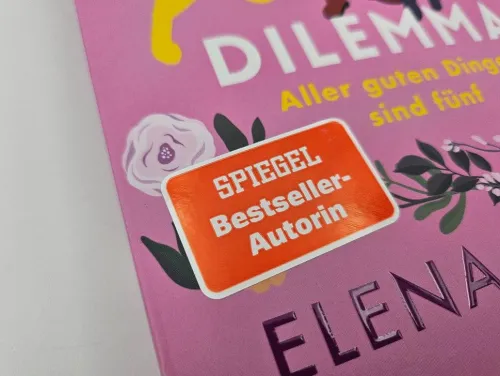 DILEMMA
Aller guten Dinge
sind fünf
SPIEGEL
Bestseller-
Autorin
ELENA